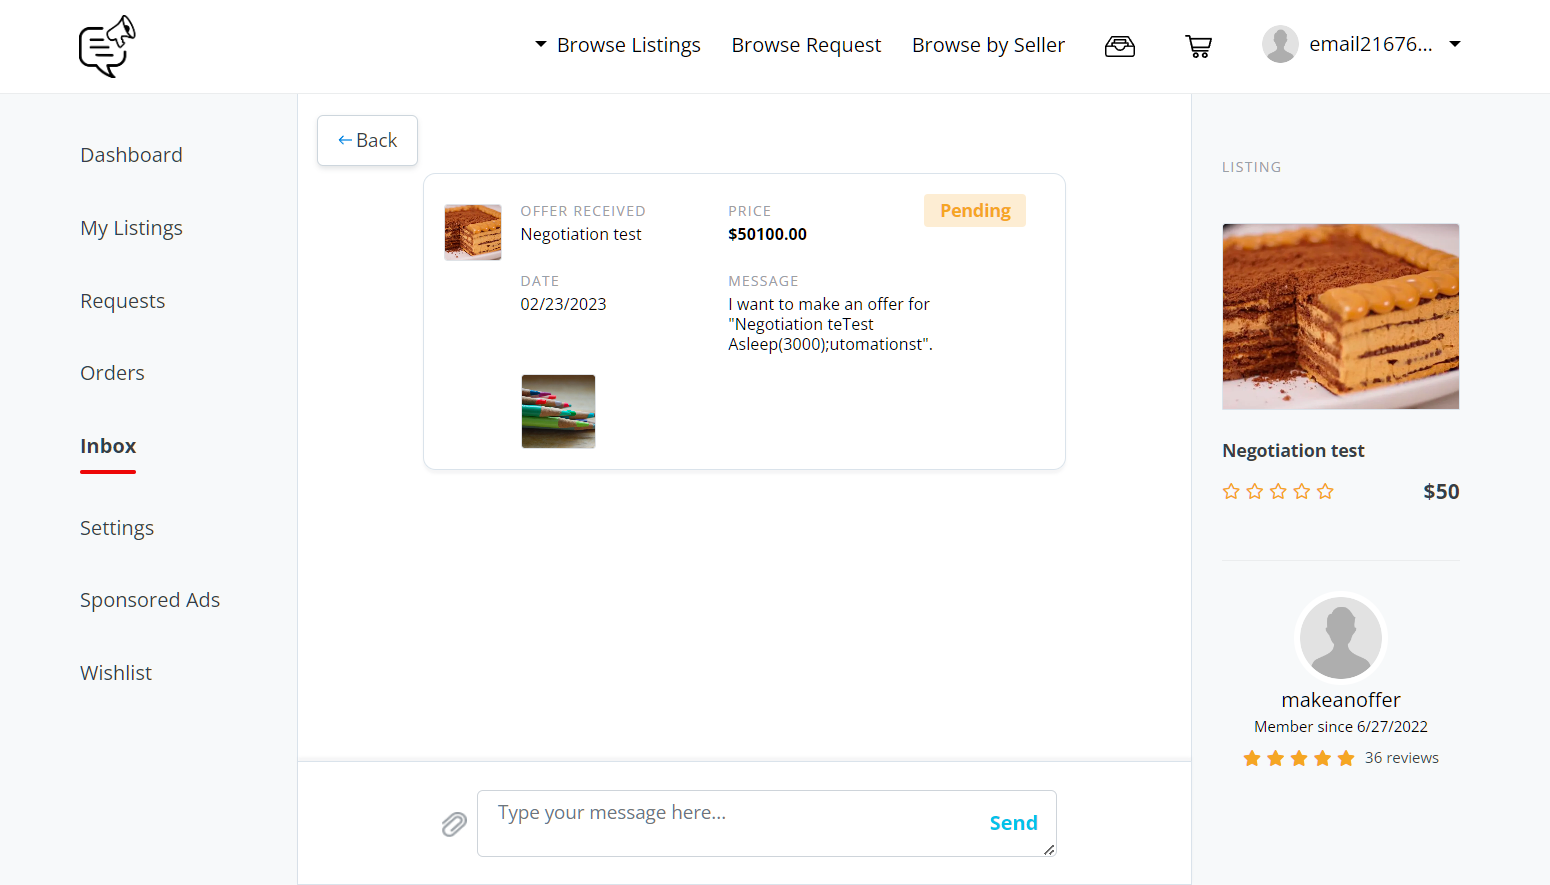 Browse Listings
Browse Request
Browse by Seller
email21676...
Dashboard
My Listings
Requests
Orders
Inbox
Settings
Sponsored Ads
Wishlist
Back
OFFER RECEIVED
Negotiation test
PRICE
$50100.00
Pending
DATE
02/23/2023
MESSAGE
I want to make an offer for
"Negotiation teTest
Asleep(3000);utomationst".
Type your message here...
Send
LISTING
Negotiation test
$50
makeanoffer
Member since 6/27/2022
36 reviews